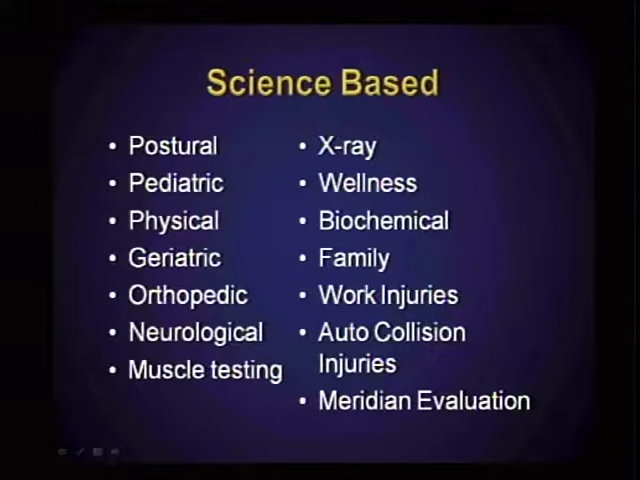 Science Based
• Postural
• Pediatric
• Physical
• Geriatric
• Orthopedic
• Neurological
• Muscle testing
• X-ray
• Wellness
• Biochemical
• Family
• Work Injuries
• Auto Collision
Injuries
• Meridian Evaluation